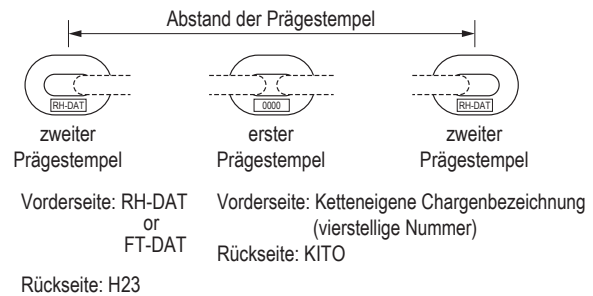 Abstand der Prägestempel
RH-DAT
0000
RH-DAT
zweiter
Prägestempel
erster
Prägestempel
zweiter
Prägestempel
Vorderseite: RH-DAT
or
FT-DAT
Rückseite: H23
Vorderseite: Ketteneigene Chargenbezeichnung
(vierstellige Nummer)
Rückseite: KITO